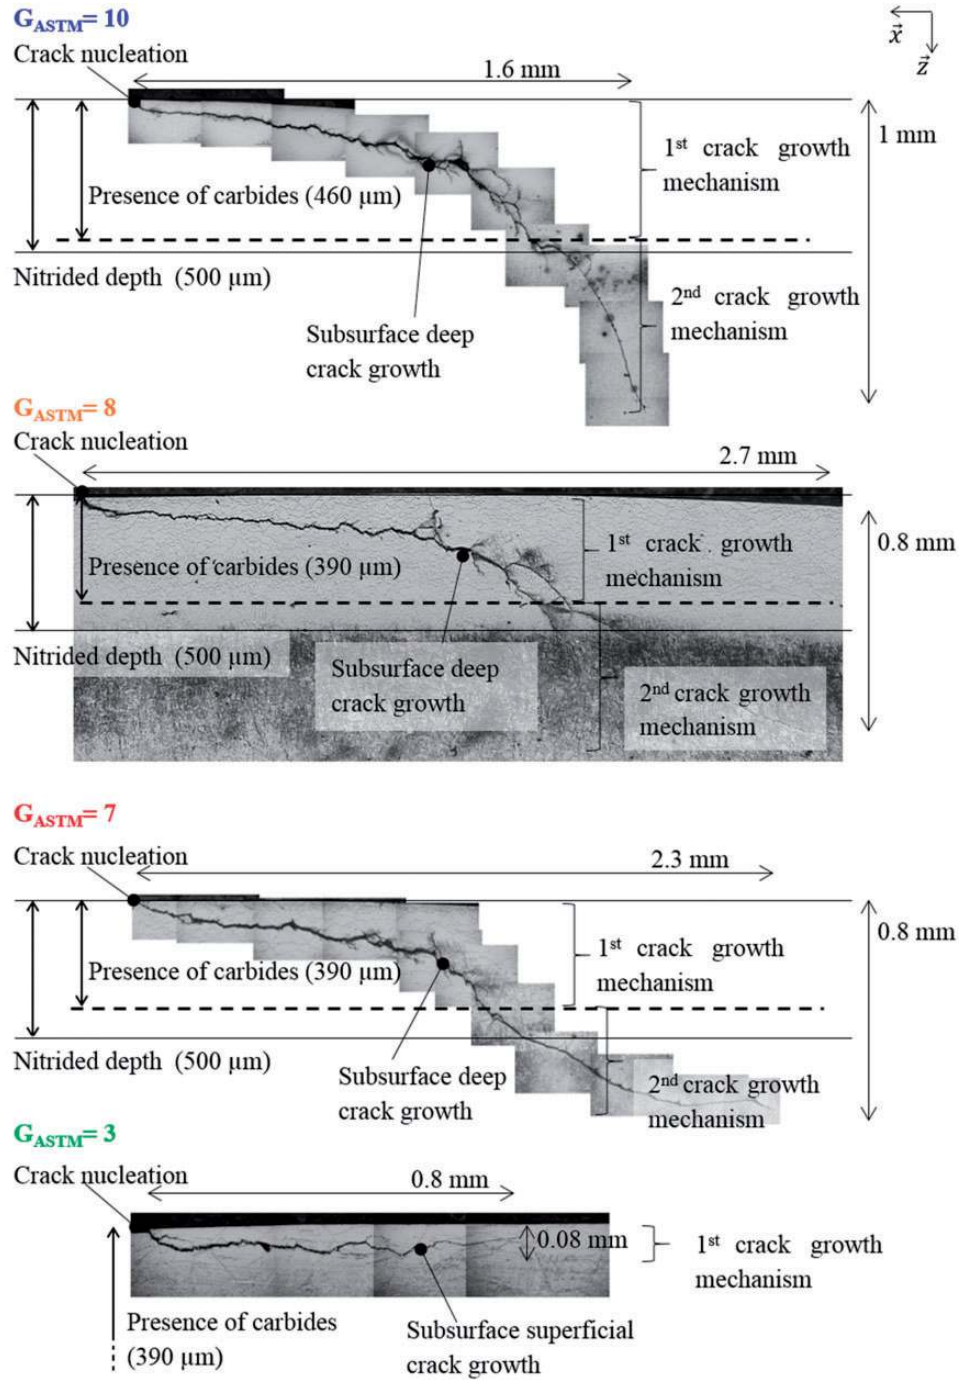 G_ASTM= 10
Crack nucleation
1.6 mm
x⃗
z⃗
1 mm
1st crack growth
mechanism
Presence of carbides (460 µm)
Nitrided depth (500 µm)
2nd crack growth
mechanism
Subsurface deep
crack growth
G_ASTM= 8
Crack nucleation
2.7 mm
0.8 mm
1st crack growth
mechanism
Presence of carbides (390 µm)
Nitrided depth (500 µm)
Subsurface deep
crack growth
2nd crack growth
mechanism
G_ASTM= 7
Crack nucleation
2.3 mm
0.8 mm
1st crack growth
mechanism
Presence of carbides (390 µm)
Nitrided depth (500 µm)
Subsurface deep
crack growth
2nd crack growth
mechanism
G_ASTM= 3
Crack nucleation
0.8 mm
0.08 mm
1st crack growth
mechanism
Presence of carbides
(390 µm)
Subsurface superficial
crack growth